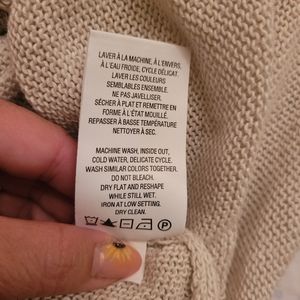 LAVER À LA MACHINE, À L'ENVERS,
À L'EAU FROIDE, CYCLE DÉLICAT.
LAVER LES COULEURS
SEMBLABLES ENSEMBLE.
NE PAS JAVELLISER.
SÉCHER À PLAT ET REMETTRE EN
FORME À L'ÉTAT MOUILLÉ.
REPASSER À BASSE TEMPÉRATURE
NETTOYER À SEC.
MACHINE WASH, INSIDE OUT,
COLD WATER, DELICATE CYCLE.
WASH SIMILAR COLORS TOGETHER.
DO NOT BLEACH.
DRY FLAT AND RESHAPE
WHILE STILL WET.
IRON AT LOW SETTING.
DRY CLEAN.
P